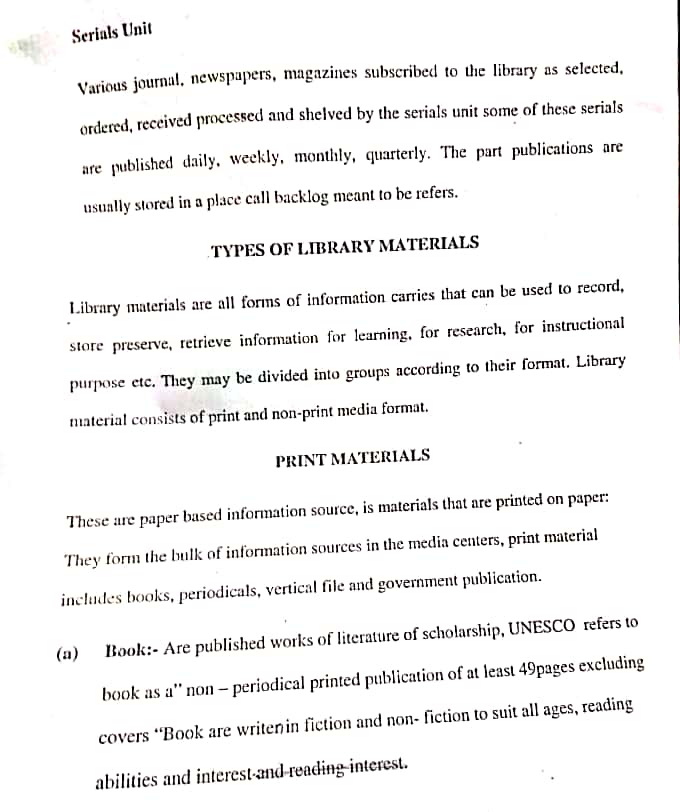 Serials Unit
Various journal, newspapers, magazines subscribed to the library as selected,
ordered, received processed and shelved by the serials unit some of these serials
are published daily, weekly, monthly, quarterly. The part publications are
usually stored in a place call backlog meant to be refers.
TYPES OF LIBRARY MATERIALS
Library materials are all forms of information carries that can be used to record,
store preserve, retrieve information for learning, for research, for instructional
purpose etc. They may be divided into groups according to their format. Library
material consists of print and non-print media format.
PRINT MATERIALS
These are paper based information source, is materials that are printed on paper:
They form the bulk of information sources in the media centers, print material
includes books, periodicals, vertical file and government publication.
(a) Book:- Are published works of literature of scholarship, UNESCO refers to
book as a” non – periodical printed publication of at least 49pages excluding
covers “Book are writen in fiction and non- fiction to suit all ages, reading
abilities and interest and reading interest.